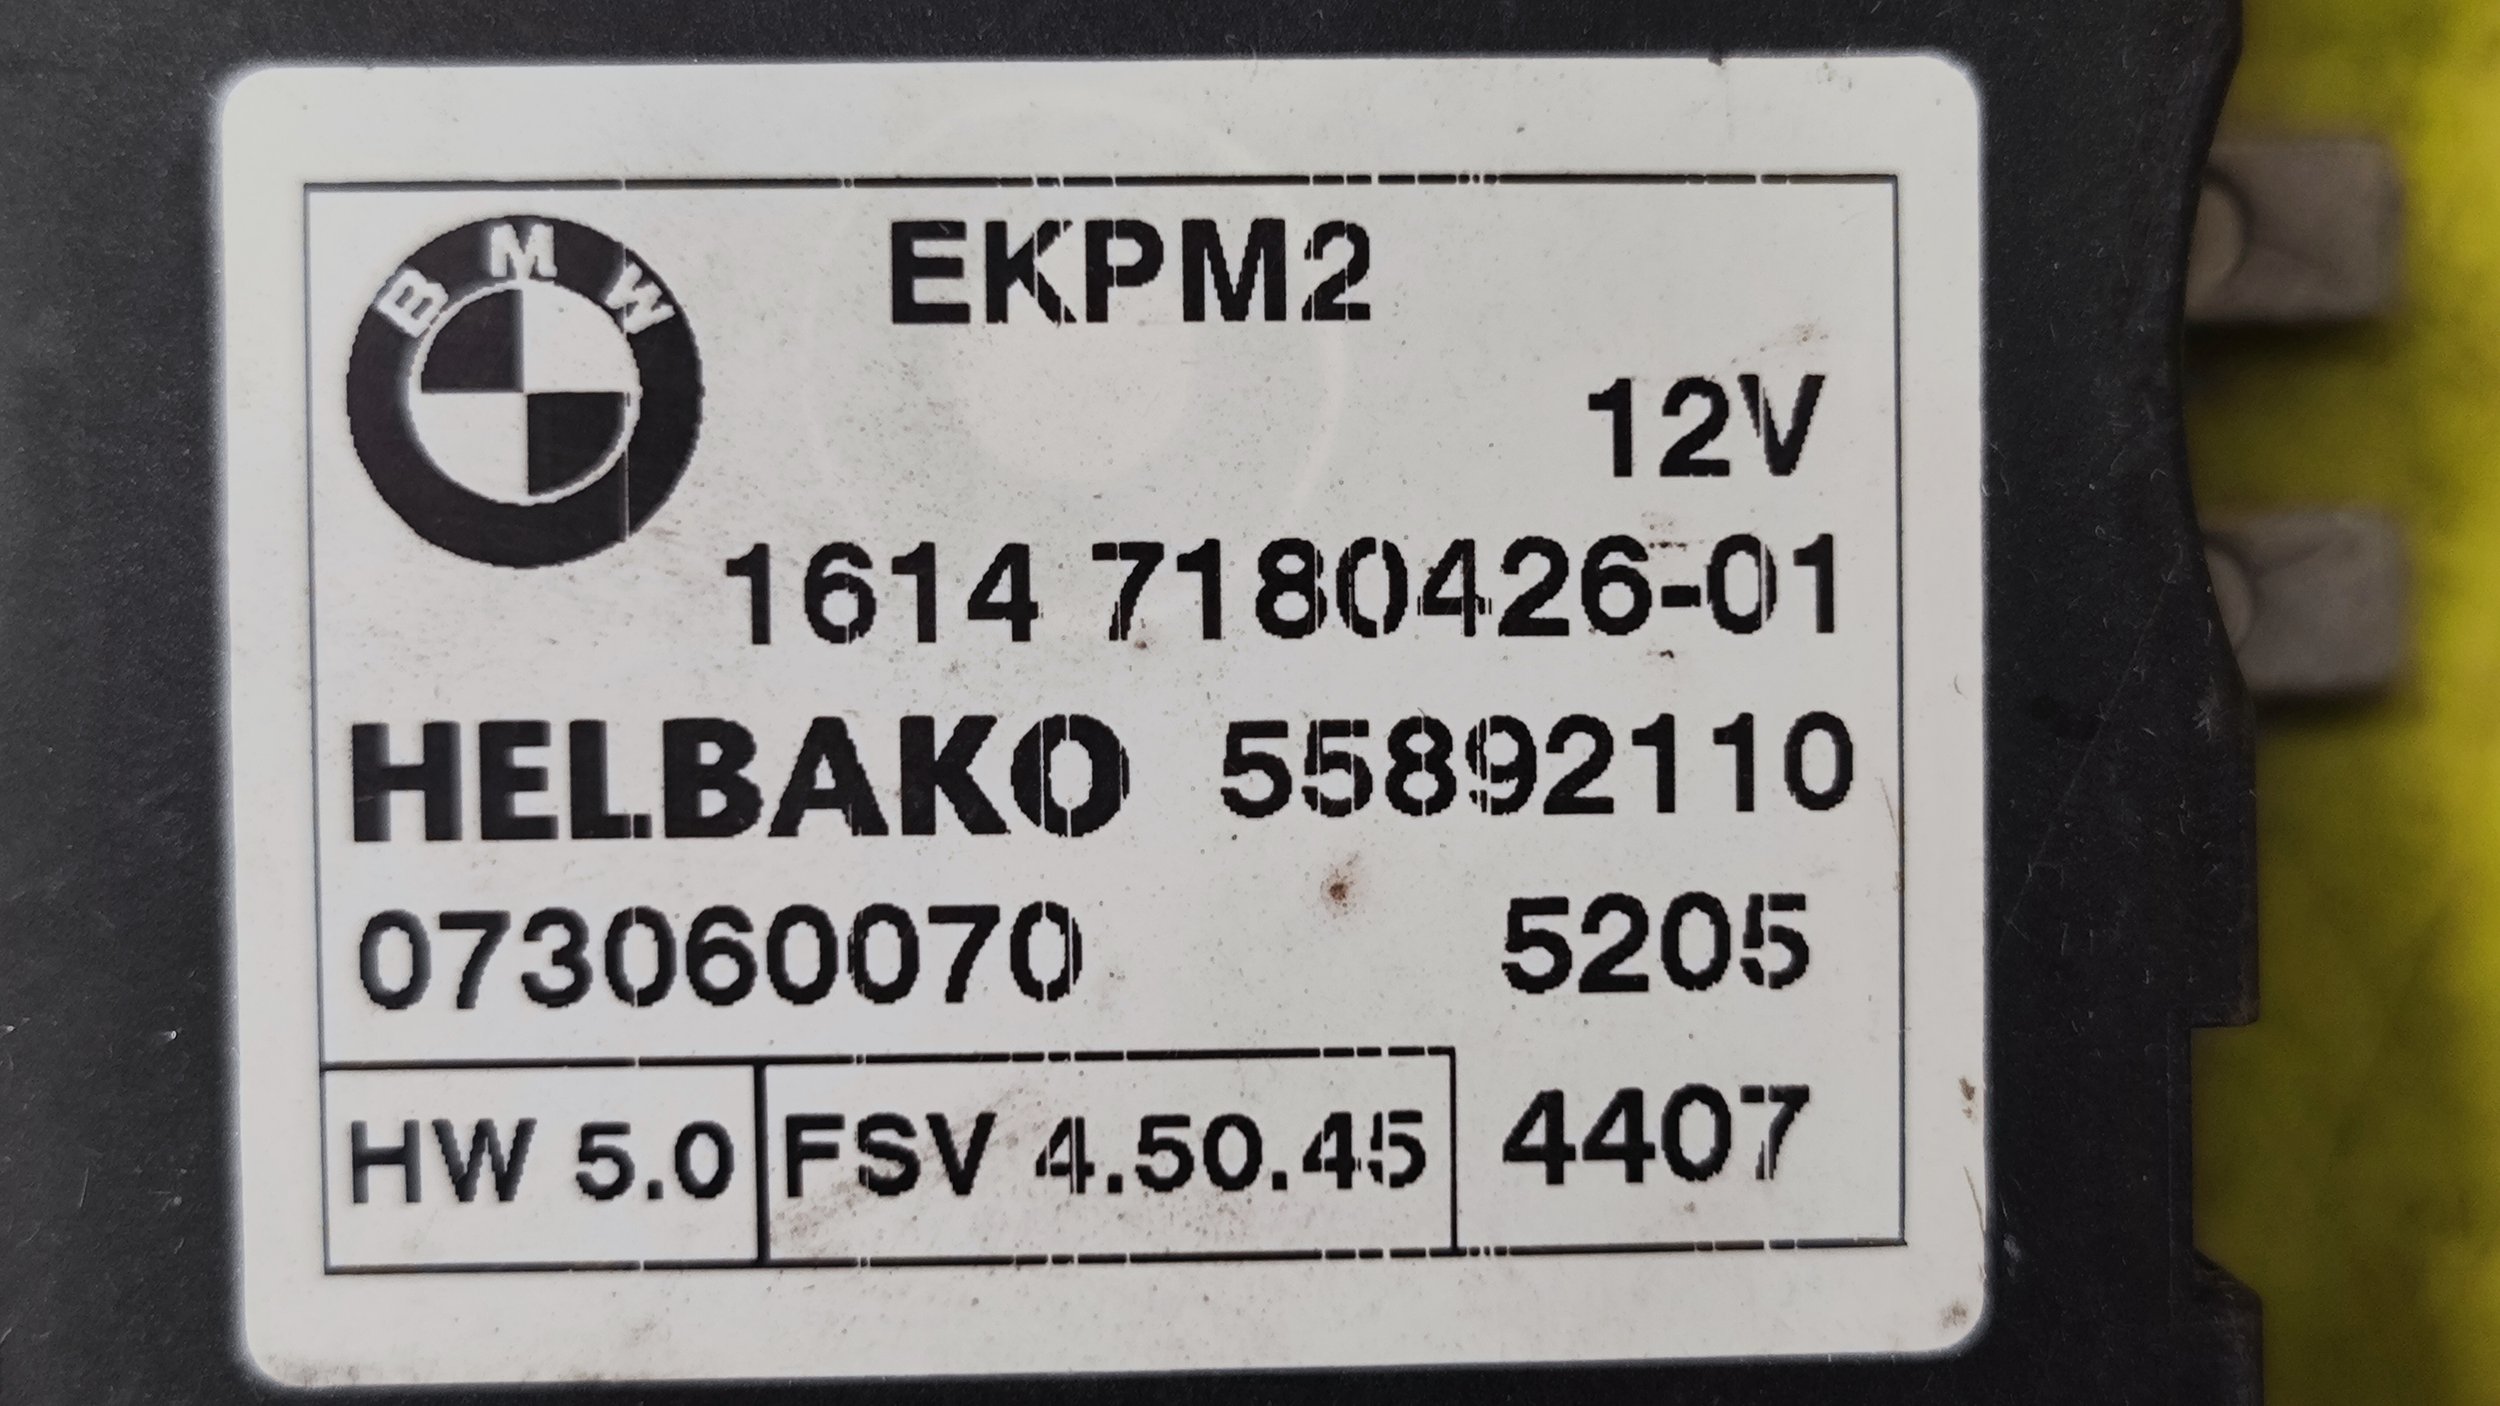 BMW
EKPM2
12V
1614 7180426-01
HELBAKO 55892110
073060070 5205
HW 5.0 FSV 4.50.45 4407